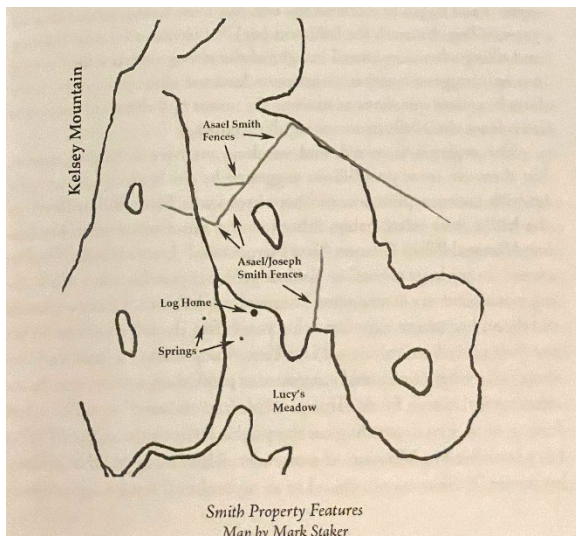 Kelsey Mountain
Asael Smith
Fences
Asael/Joseph
Smith Fences
Log Home
Springs
Lucy's
Meadow
Smith Property Features
Map by Mark Staker